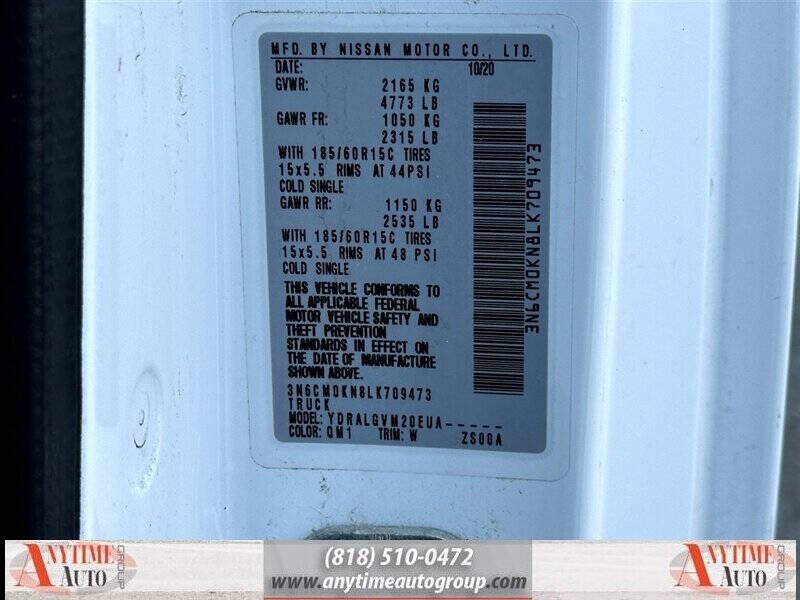 MFD. BY NISSAN MOTOR CO., LTD.
DATE: 10/20
GVWR: 2165 KG
4773 LB
GAWR FR: 1050 KG
2315 LB
WITH 185/60R15C TIRES
15x5.5 RIMS AT 44PSI
COLD SINGLE
GAWR RR: 1150 KG
2535 LB
WITH 185/60R15C TIRES
15x5.5 RIMS AT 48 PSI
COLD SINGLE
THIS VEHICLE CONFORMS TO
ALL APPLICABLE FEDERAL
MOTOR VEHICLE SAFETY AND
THEFT PREVENTION
STANDARDS IN EFFECT ON
THE DATE OF MANUFACTURE
SHOWN ABOVE.
3N6CM0KN8LK709473
TRUCK
MODEL: YDRALGVM20EUA-----
COLOR: QM1 TRIM: W ZS00A
3N6CM0KN8LK709473
ANYTIME AUTO GROUP
(818) 510-0472
www.anytimeautogroup.com
ANYTIME AUTO GROUP